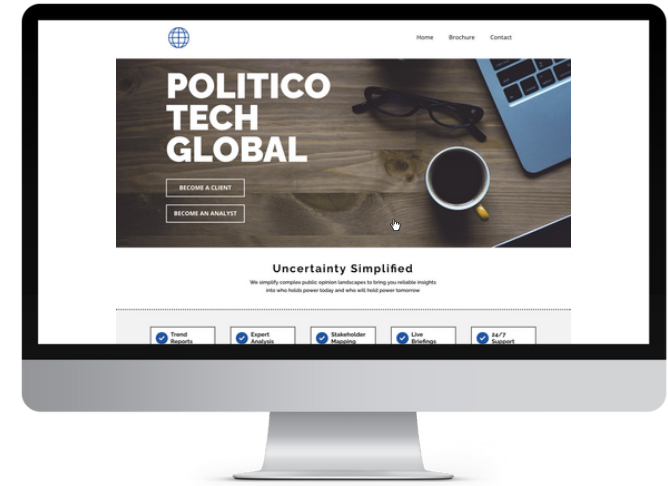 Home Brochure Contact
POLITICO
TECH
GLOBAL
BECOME A CLIENT
BECOME AN ANALYST
Uncertainty Simplified
We simplify complex public opinion landscapes to bring you reliable insights
into who holds power today and who will hold power tomorrow
Trend
Reports
Expert
Analysis
Stakeholder
Mapping
Live
Briefings
24/7
Support